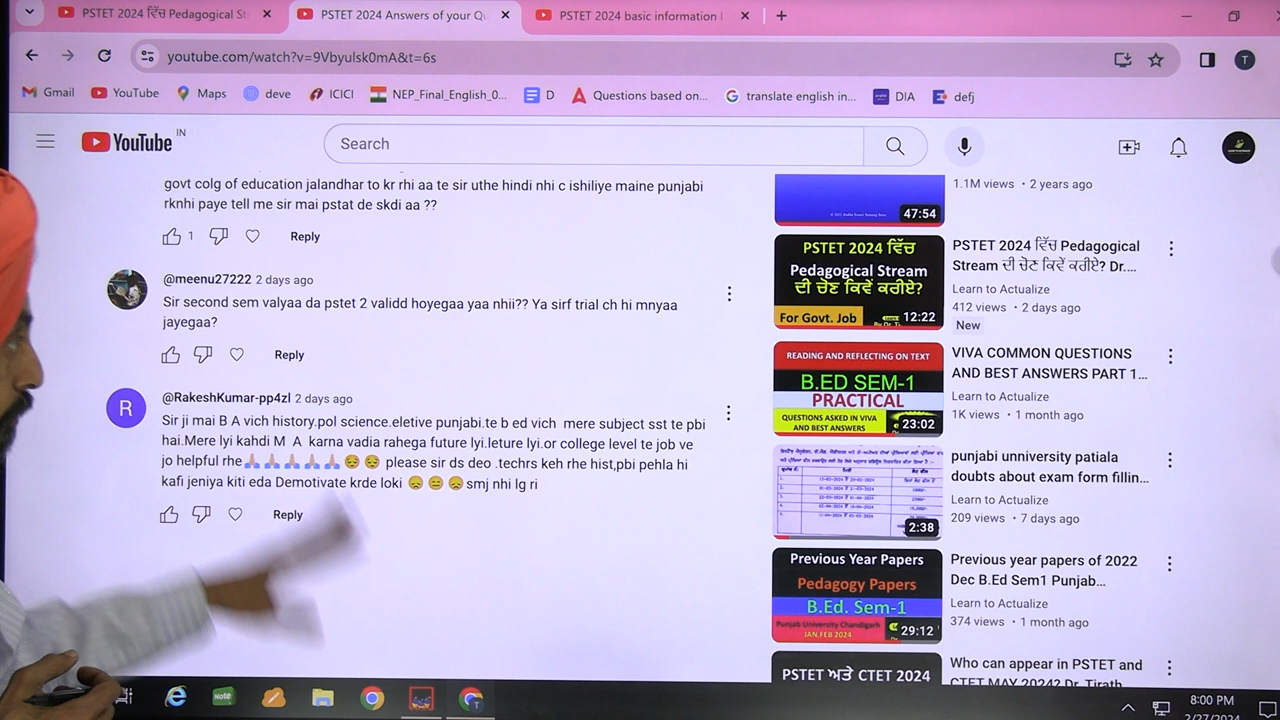 PSTET 2024 ਵਿੱਚ Pedagogical St
PSTET 2024 Answers of your Qu
PSTET 2024 basic information
youtube.com/watch?v=9Vbyulsk0mA&t=6s
T
Gmail
YouTube
Maps
deve
ICICI
NEP_Final_English_0...
D
Questions based on...
translate english in...
DIA
defj
YouTube IN
Search
govt colg of education jalandhar to kr rhi aa te sir uthe hindi nhi c ishiliye maine punjabi
rknhi paye tell me sir mai pstat de skdi aa ??
1
Reply
@meenu27222 2 days ago
Sir second sem valyaa da pstet 2 validd hoyegaa yaa nhii?? Ya sirf trial ch hi mnyaa
jayegaa?
Reply
R
@RakeshKumar-pp4zl 2 days ago
Sir ji mai B A vich history.pol science.eletive punjabi.te b ed vich mere subject sst te pbi
hai.Mere lyi kahdi M A karna vadia rahega future lyi.leture lyi.or college level te job ve
jo helpful rhe🙏🙏🙏🙏🙏😔😔 please sir ds deo .techrs keh rhe hist,pbi pehla hi
kafi jeniya kiti eda Demotivate krde loki 😞😑😞smj nhi lg ri
Reply
47:54
1.1M views • 2 years ago
PSTET 2024 ਵਿੱਚ
Pedagogical Stream
ਦੀ ਚੋਣ ਕਿਵੇਂ ਕਰੀਏ?
For Govt. Job
12:22
PSTET 2024 ਵਿੱਚ Pedagogical
Stream ਦੀ ਚੋਣ ਕਿਵੇਂ ਕਰੀਏ? Dr....
Learn to Actualize
412 views • 2 days ago
New
READING AND REFLECTING ON TEXT
B.ED SEM-1
PRACTICAL
QUESTIONS ASKED IN VIVA
AND BEST ANSWERS
23:02
VIVA COMMON QUESTIONS
AND BEST ANSWERS PART 1...
Learn to Actualize
1K views • 1 month ago
2:38
punjabi unniversity patiala
doubts about exam form fillin...
Learn to Actualize
209 views • 7 days ago
Previous Year Papers
Pedagogy Papers
B.Ed. Sem-1
Punjab University Chandigarh
JAN,FEB 2024
29:12
Previous year papers of 2022
Dec B.Ed Sem1 Punjab...
Learn to Actualize
374 views • 1 month ago
PSTET ਅਤੇ CTET 2024
Who can appear in PSTET and
CTET MAY 2024? Dr. Tirath
8:00 PM
2/27/2024